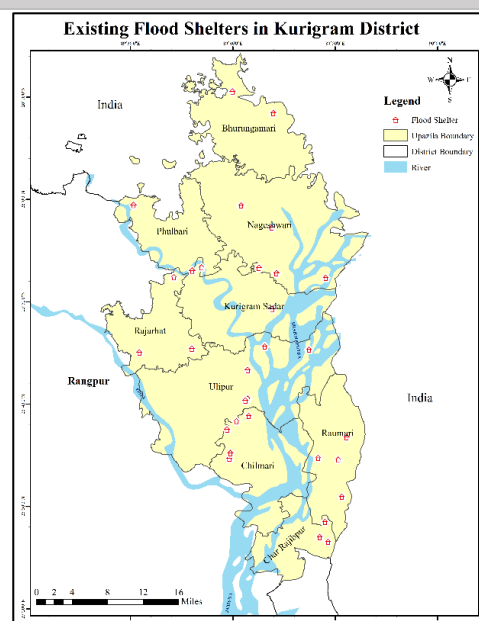 Existing Flood Shelters in Kurigram District
India
N
W
S
Legend
Flood Shelter
Upazila Boundary
District Boundary
River
Bhurungamari
Phulbari
Nageshwari
Kurigram Sadar
Rajarhat
Rangpur
Ulipur
India
Raumari
Chilmari
Char Rajibpur
0 2 4 8 12 16
Miles